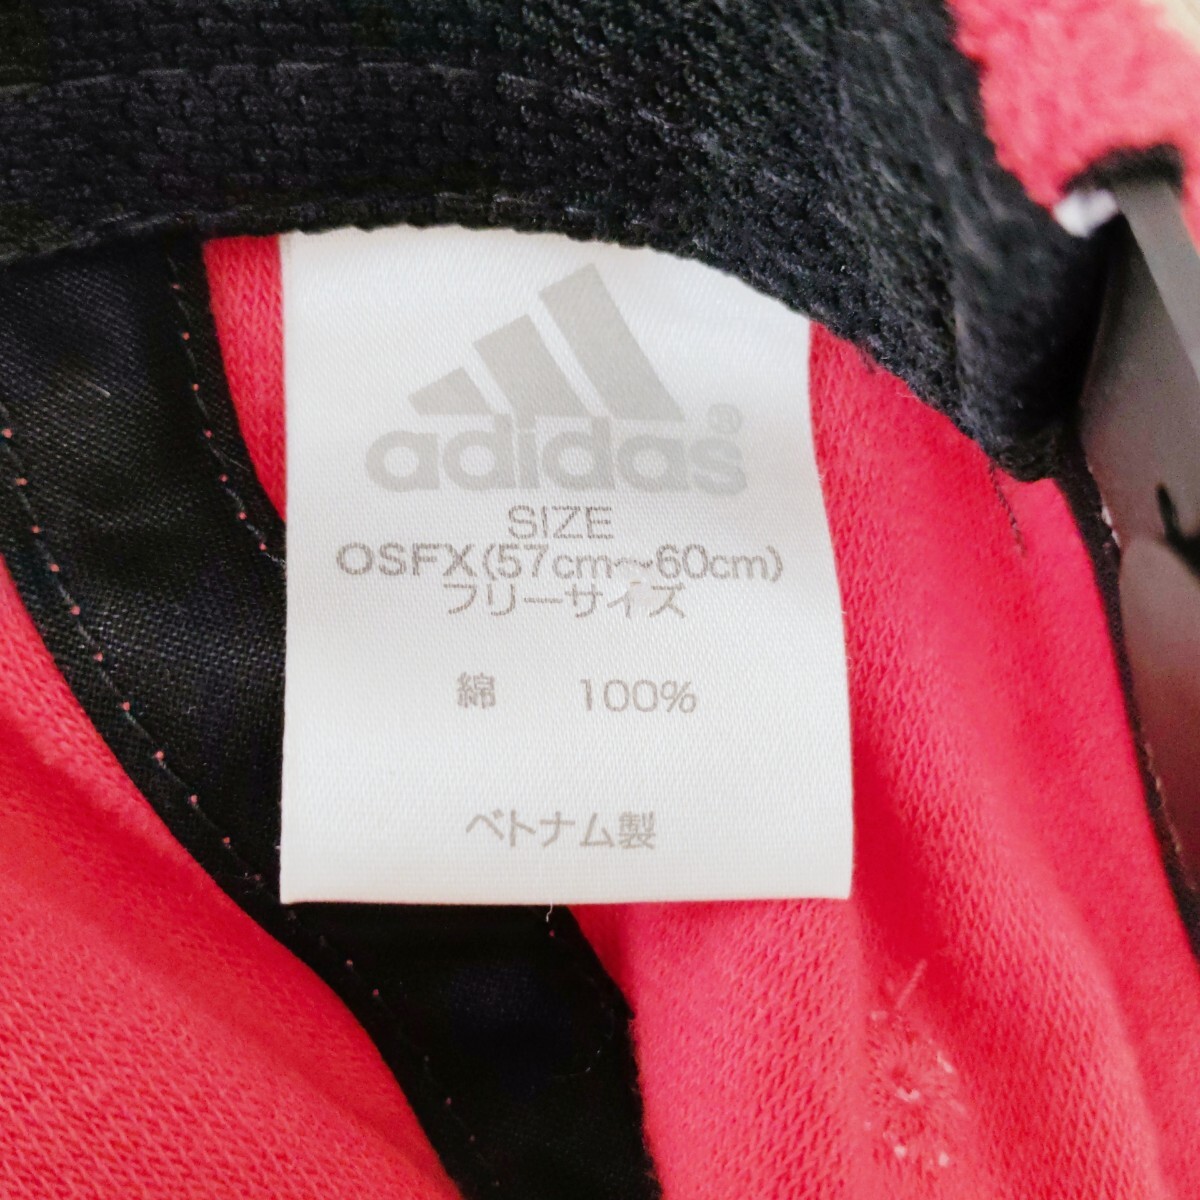 adidas®
SIZE
OSFX(57cm～60cm)
フリーサイズ
綿 100%
ベトナム製